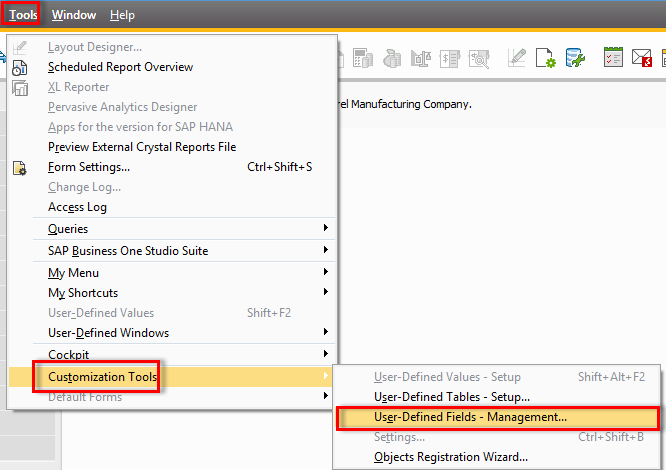 Tools Window Help
Layout Designer...
Scheduled Report Overview
XL Reporter
Pervasive Analytics Designer
rel Manufacturing Company.
Apps for the version for SAP HANA
Preview External Crystal Reports File
Form Settings... Ctrl+Shift+S
Change Log...
Access Log
Queries
SAP Business One Studio Suite
My Menu
My Shortcuts
User-Defined Values Shift+F2
User-Defined Windows
Cockpit
Customization Tools
Default Forms
User-Defined Values - Setup Shift+Alt+F2
User-Defined Tables - Setup...
User-Defined Fields - Management...
Settings... Ctrl+Shift+B
Objects Registration Wizard...